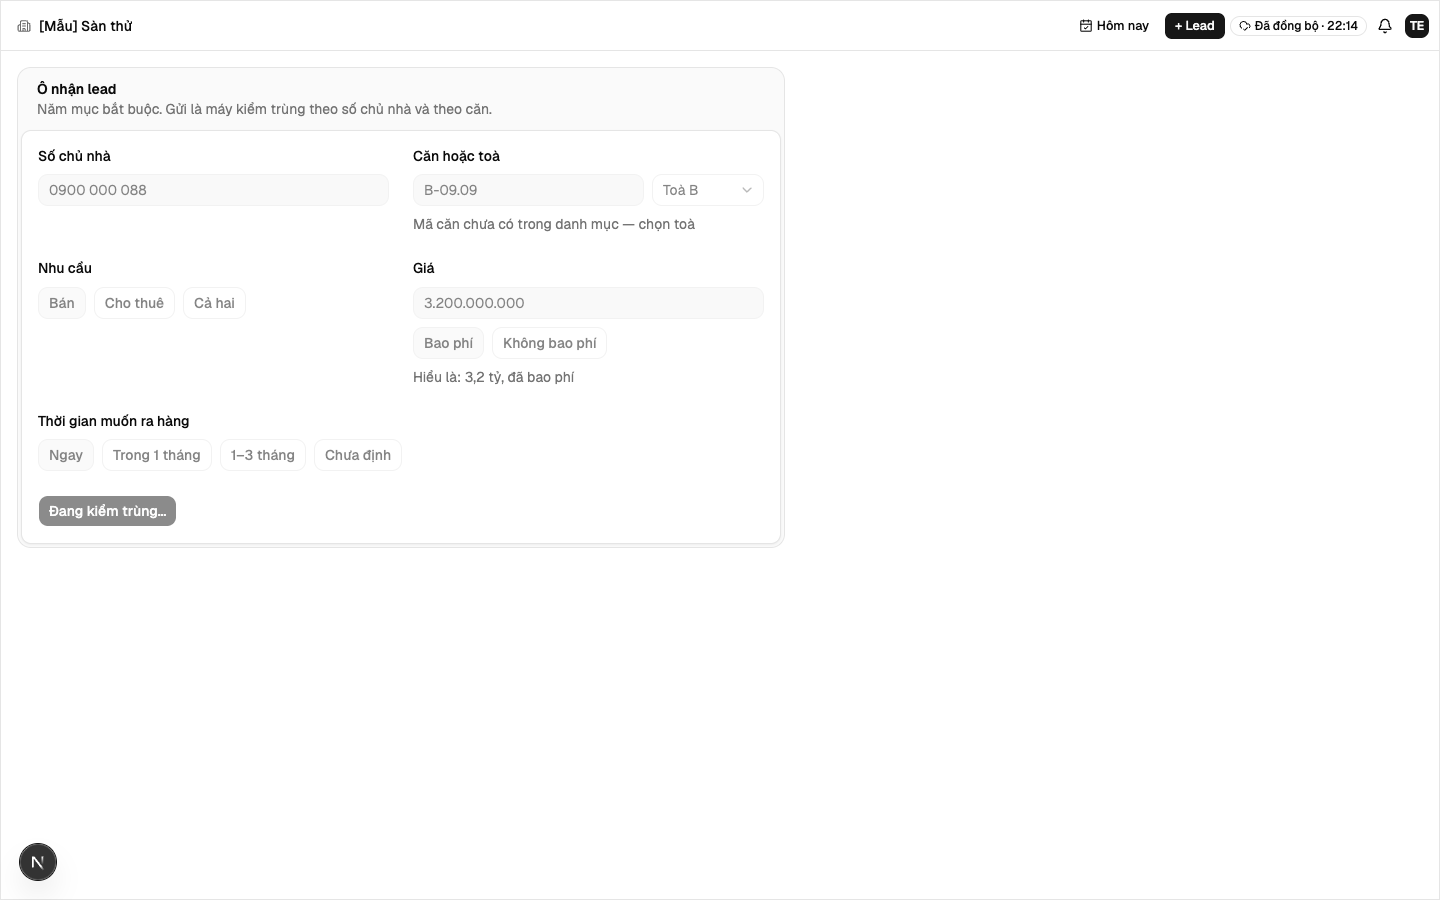 [Mẫu] Sàn thử
Hôm nay
+ Lead
Đã đồng bộ · 22:14
TE
Ô nhận lead
Năm mục bắt buộc. Gửi là máy kiểm trùng theo số chủ nhà và theo căn.
Số chủ nhà
0900 000 088
Căn hoặc toà
B-09.09
Toà B
Mã căn chưa có trong danh mục — chọn toà
Nhu cầu
Bán
Cho thuê
Cả hai
Giá
3.200.000.000
Bao phí
Không bao phí
Hiểu là: 3,2 tỷ, đã bao phí
Thời gian muốn ra hàng
Ngay
Trong 1 tháng
1–3 tháng
Chưa định
Đang kiểm trùng...
N